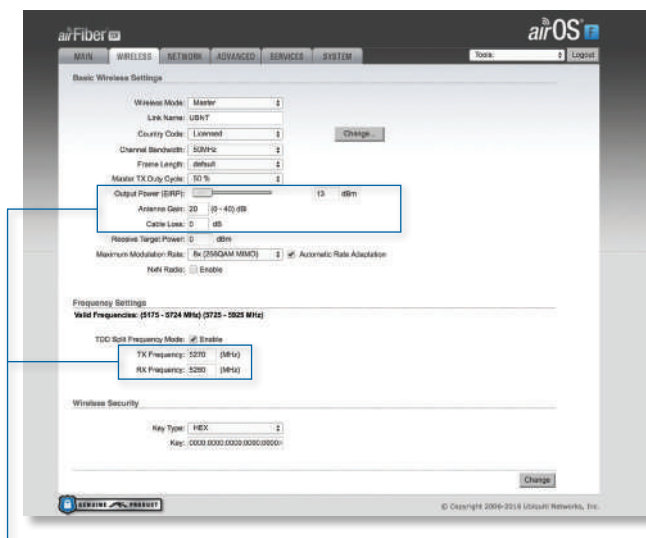 airFiber 5X
airOS F
MAIN WIRELESS NETWORK ADVANCED SERVICES SYSTEM Tools: Logout
Basic Wireless Settings
Wireless Mode: Master
Link Name: UBNT
Country Code: Licensed Change...
Channel Bandwidth: 50MHz
Frame Length: default
Master TX Duty Cycle: 50 %
Output Power (EIRP): 13 dBm
Antenna Gain: 20 (0 - 40) dBi
Cable Loss: 0 dB
Receive Target Power: 0 dBm
Maximum Modulation Rate: 8x (256QAM MIMO) Automatic Rate Adaptation
NxN Radio: Enable
Frequency Settings
Valid Frequencies: (5175 - 5724 MHz) (5725 - 5925 MHz)
TDD Split Frequency Mode: Enable
TX Frequency: 5270 (MHz)
RX Frequency: 5280 (MHz)
Wireless Security
Key Type: HEX
Key: 0000:0000:0000:0000:0000:
Change
GENUINE PRODUCT
© Copyright 2006-2016 Ubiquiti Networks, Inc.